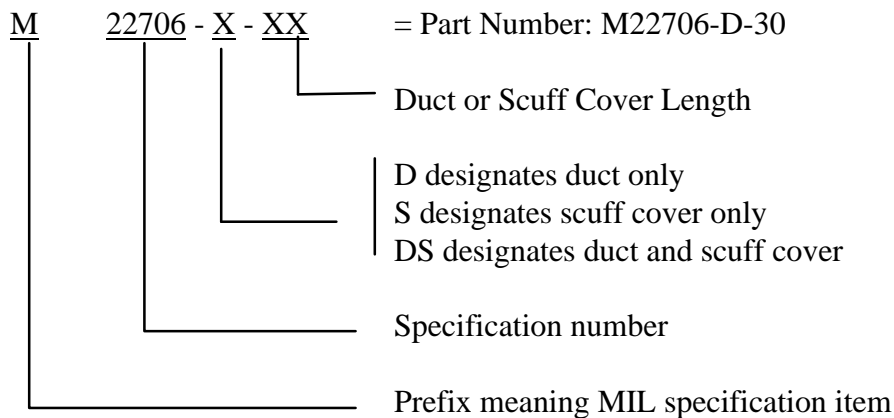 M 22706 - X - XX = Part Number: M22706-D-30
Duct or Scuff Cover Length
D designates duct only
S designates scuff cover only
DS designates duct and scuff cover
Specification number
Prefix meaning MIL specification item